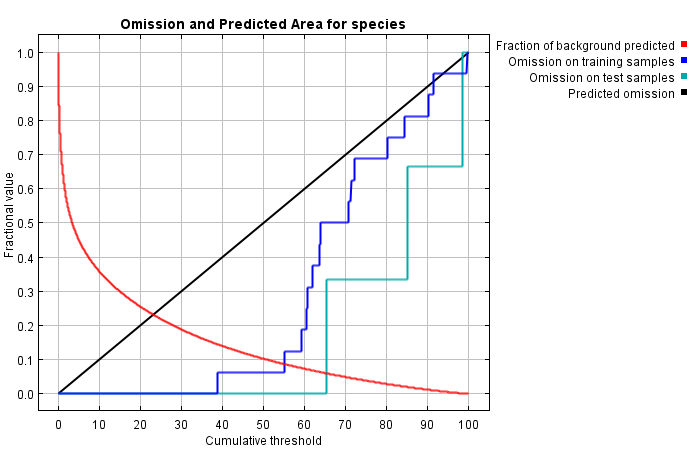 Omission and Predicted Area for species
Fraction of background predicted
Omission on training samples
Omission on test samples
Predicted omission
Fractional value
1.0
0.9
0.8
0.7
0.6
0.5
0.4
0.3
0.2
0.1
0.0
0 10 20 30 40 50 60 70 80 90 100
Cumulative threshold